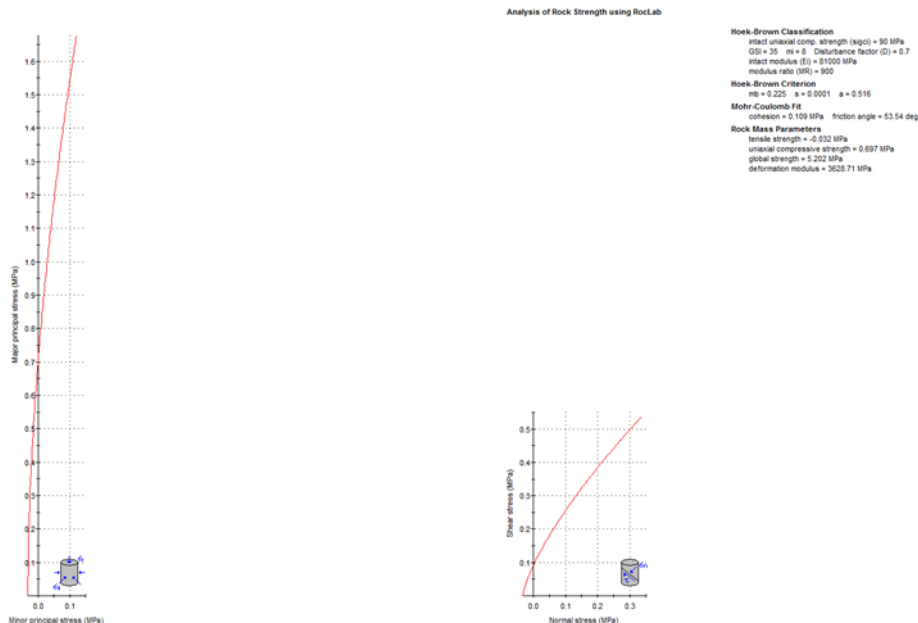 Analysis of Rock Strength using RocLab
Hoek-Brown Classification
intact uniaxial comp. strength (sigci) = 90 MPa
GSI = 35 mi = 8 Disturbance factor (D) = 0.7
intact modulus (Ei) = 81000 MPa
modulus ratio (MR) = 900
Hoek-Brown Criterion
mb = 0.225 s = 0.0001 a = 0.516
Mohr-Coulomb Fit
cohesion = 0.109 MPa friction angle = 53.54 deg
Rock Mass Parameters
tensile strength = -0.032 MPa
uniaxial compressive strength = 0.697 MPa
global strength = 5.202 MPa
deformation modulus = 3628.71 MPa
Major principal stress (MPa)
1.6
1.5
1.4
1.3
1.2
1.1
1.0
0.9
0.8
0.7
0.6
0.5
0.4
0.3
0.2
0.1
0.0 0.1
Minor principal stress (MPa)
Shear stress (MPa)
0.5
0.4
0.3
0.2
0.1
0.0 0.1 0.2 0.3
Normal stress (MPa)